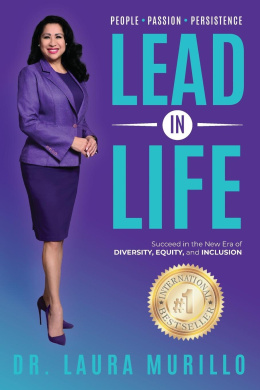 PEOPLE • PASSION • PERSISTENCE
LEAD
IN
LIFE
Succeed in the New Era of
DIVERSITY, EQUITY, and INCLUSION
INTERNATIONAL
#1
BESTSELLER
DR. LAURA MURILLO